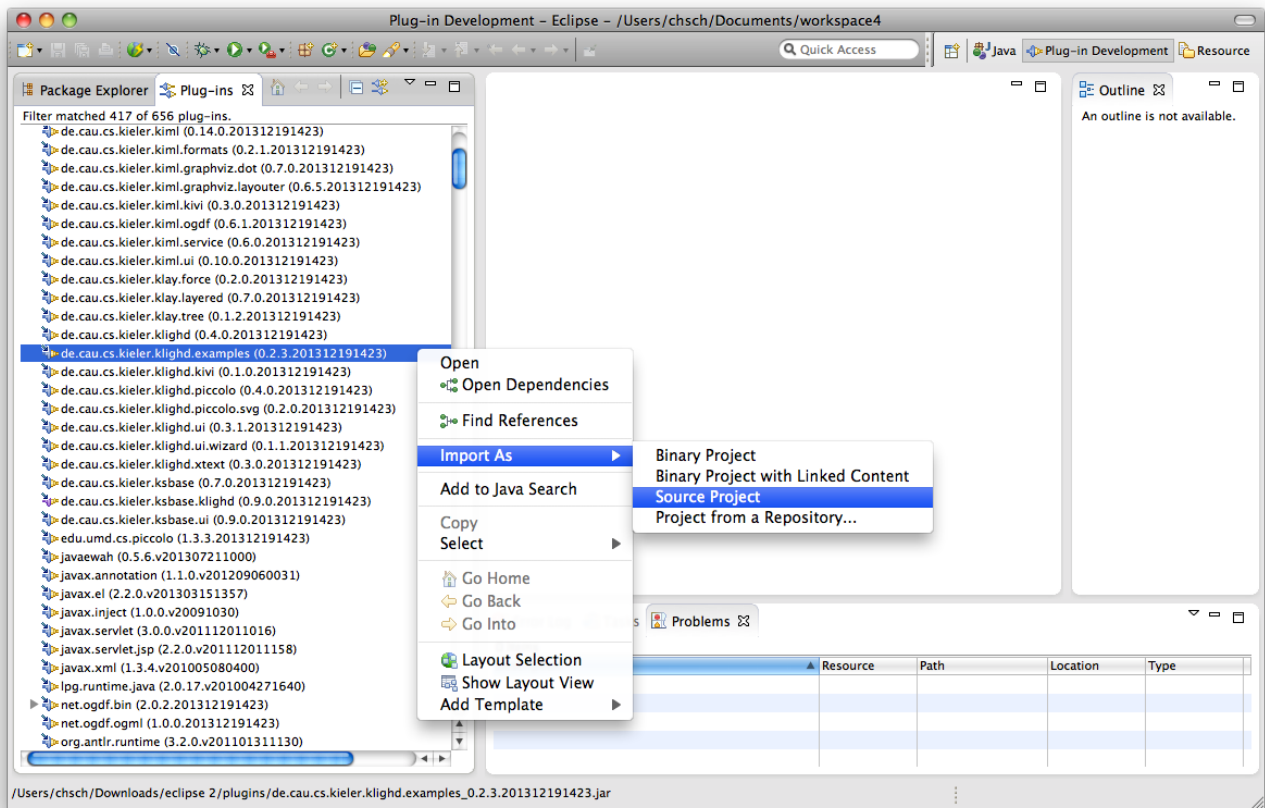 Plug-in Development – Eclipse – /Users/chsch/Documents/workspace4
Quick Access
Java
Plug-in Development
Resource
Package Explorer
Plug-ins
Outline
Filter matched 417 of 656 plug-ins.
An outline is not available.
de.cau.cs.kieler.kiml (0.14.0.201312191423)
de.cau.cs.kieler.kiml.formats (0.2.1.201312191423)
de.cau.cs.kieler.kiml.graphviz.dot (0.7.0.201312191423)
de.cau.cs.kieler.kiml.graphviz.layouter (0.6.5.201312191423)
de.cau.cs.kieler.kiml.kivi (0.3.0.201312191423)
de.cau.cs.kieler.kiml.ogdf (0.6.1.201312191423)
de.cau.cs.kieler.kiml.service (0.6.0.201312191423)
de.cau.cs.kieler.kiml.ui (0.10.0.201312191423)
de.cau.cs.kieler.klay.force (0.2.0.201312191423)
de.cau.cs.kieler.klay.layered (0.7.0.201312191423)
de.cau.cs.kieler.klay.tree (0.1.2.201312191423)
de.cau.cs.kieler.klighd (0.4.0.201312191423)
de.cau.cs.kieler.klighd.examples (0.2.3.201312191423)
de.cau.cs.kieler.klighd.kivi (0.1.0.201312191423)
de.cau.cs.kieler.klighd.piccolo (0.4.0.201312191423)
de.cau.cs.kieler.klighd.piccolo.svg (0.2.0.201312191423)
de.cau.cs.kieler.klighd.ui (0.3.1.201312191423)
de.cau.cs.kieler.klighd.ui.wizard (0.1.1.201312191423)
de.cau.cs.kieler.klighd.xtext (0.3.0.201312191423)
de.cau.cs.kieler.ksbase (0.7.0.201312191423)
de.cau.cs.kieler.ksbase.klighd (0.9.0.201312191423)
de.cau.cs.kieler.ksbase.ui (0.9.0.201312191423)
edu.umd.cs.piccolo (1.3.3.201312191423)
javaewah (0.5.6.v201307211000)
javax.annotation (1.1.0.v201209060031)
javax.el (2.2.0.v201303151357)
javax.inject (1.0.0.v20091030)
javax.servlet (3.0.0.v201112011016)
javax.servlet.jsp (2.2.0.v201112011158)
javax.xml (1.3.4.v201005080400)
lpg.runtime.java (2.0.17.v201004271640)
net.ogdf.bin (2.0.2.201312191423)
net.ogdf.ogml (1.0.0.201312191423)
org.antlr.runtime (3.2.0.v201101311130)
Open
Open Dependencies
Find References
Import As
Add to Java Search
Copy
Select
Go Home
Go Back
Go Into
Layout Selection
Show Layout View
Add Template
Binary Project
Binary Project with Linked Content
Source Project
Project from a Repository...
Problems
Resource
Path
Location
Type
/Users/chsch/Downloads/eclipse 2/plugins/de.cau.cs.kieler.klighd.examples_0.2.3.201312191423.jar